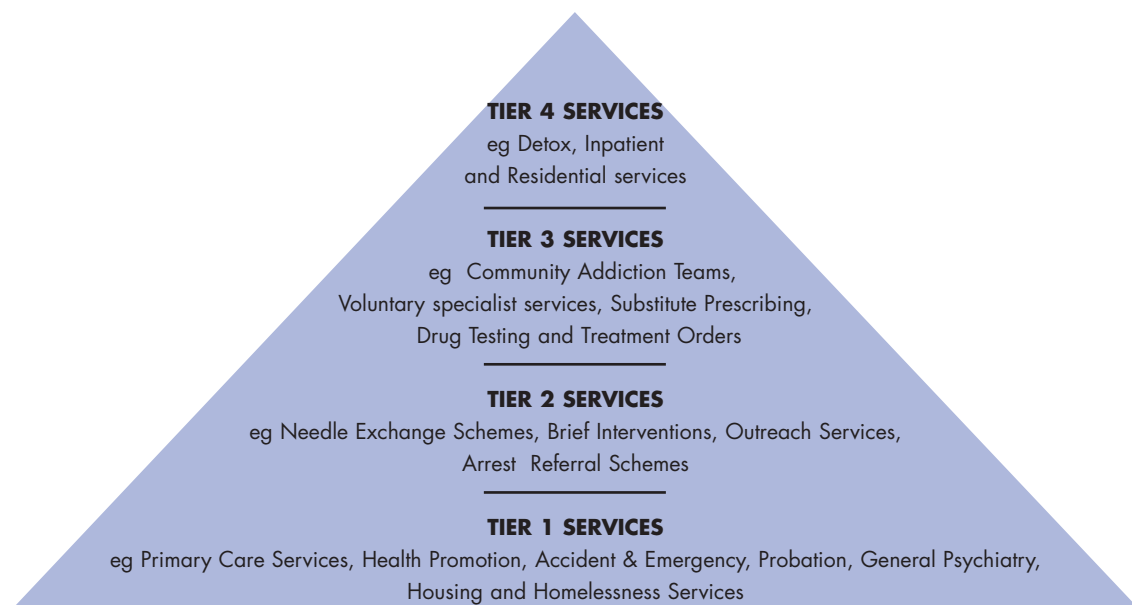 TIER 4 SERVICES
eg Detox, Inpatient
and Residential services
TIER 3 SERVICES
eg  Community Addiction Teams,
Voluntary specialist services, Substitute Prescribing,
Drug Testing and Treatment Orders
TIER 2 SERVICES
eg Needle Exchange Schemes, Brief Interventions, Outreach Services,
Arrest  Referral Schemes
TIER 1 SERVICES
eg Primary Care Services, Health Promotion, Accident & Emergency, Probation, General Psychiatry,
Housing and Homelessness Services